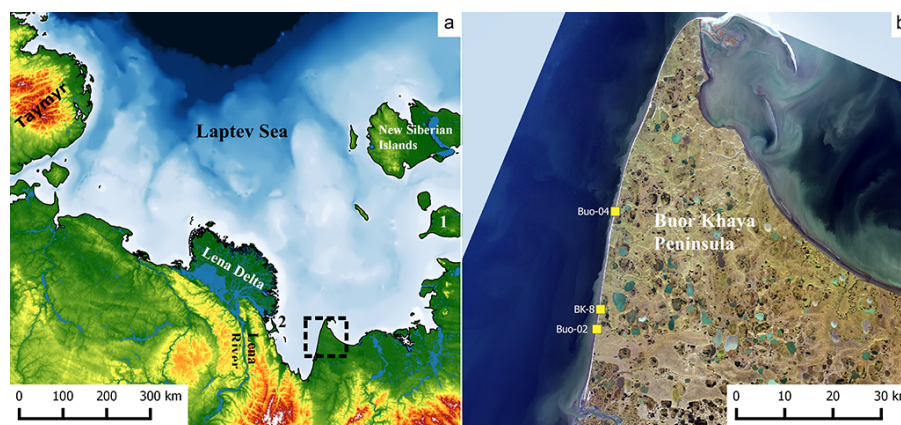 a
Taymyr
Laptev Sea
New Siberian
Islands
1
Lena Delta
2
Lena
River
0 100 200 300 km
b
Buo-04
Buor Khaya
Peninsula
BK-8
Buo-02
0 10 20 30 km